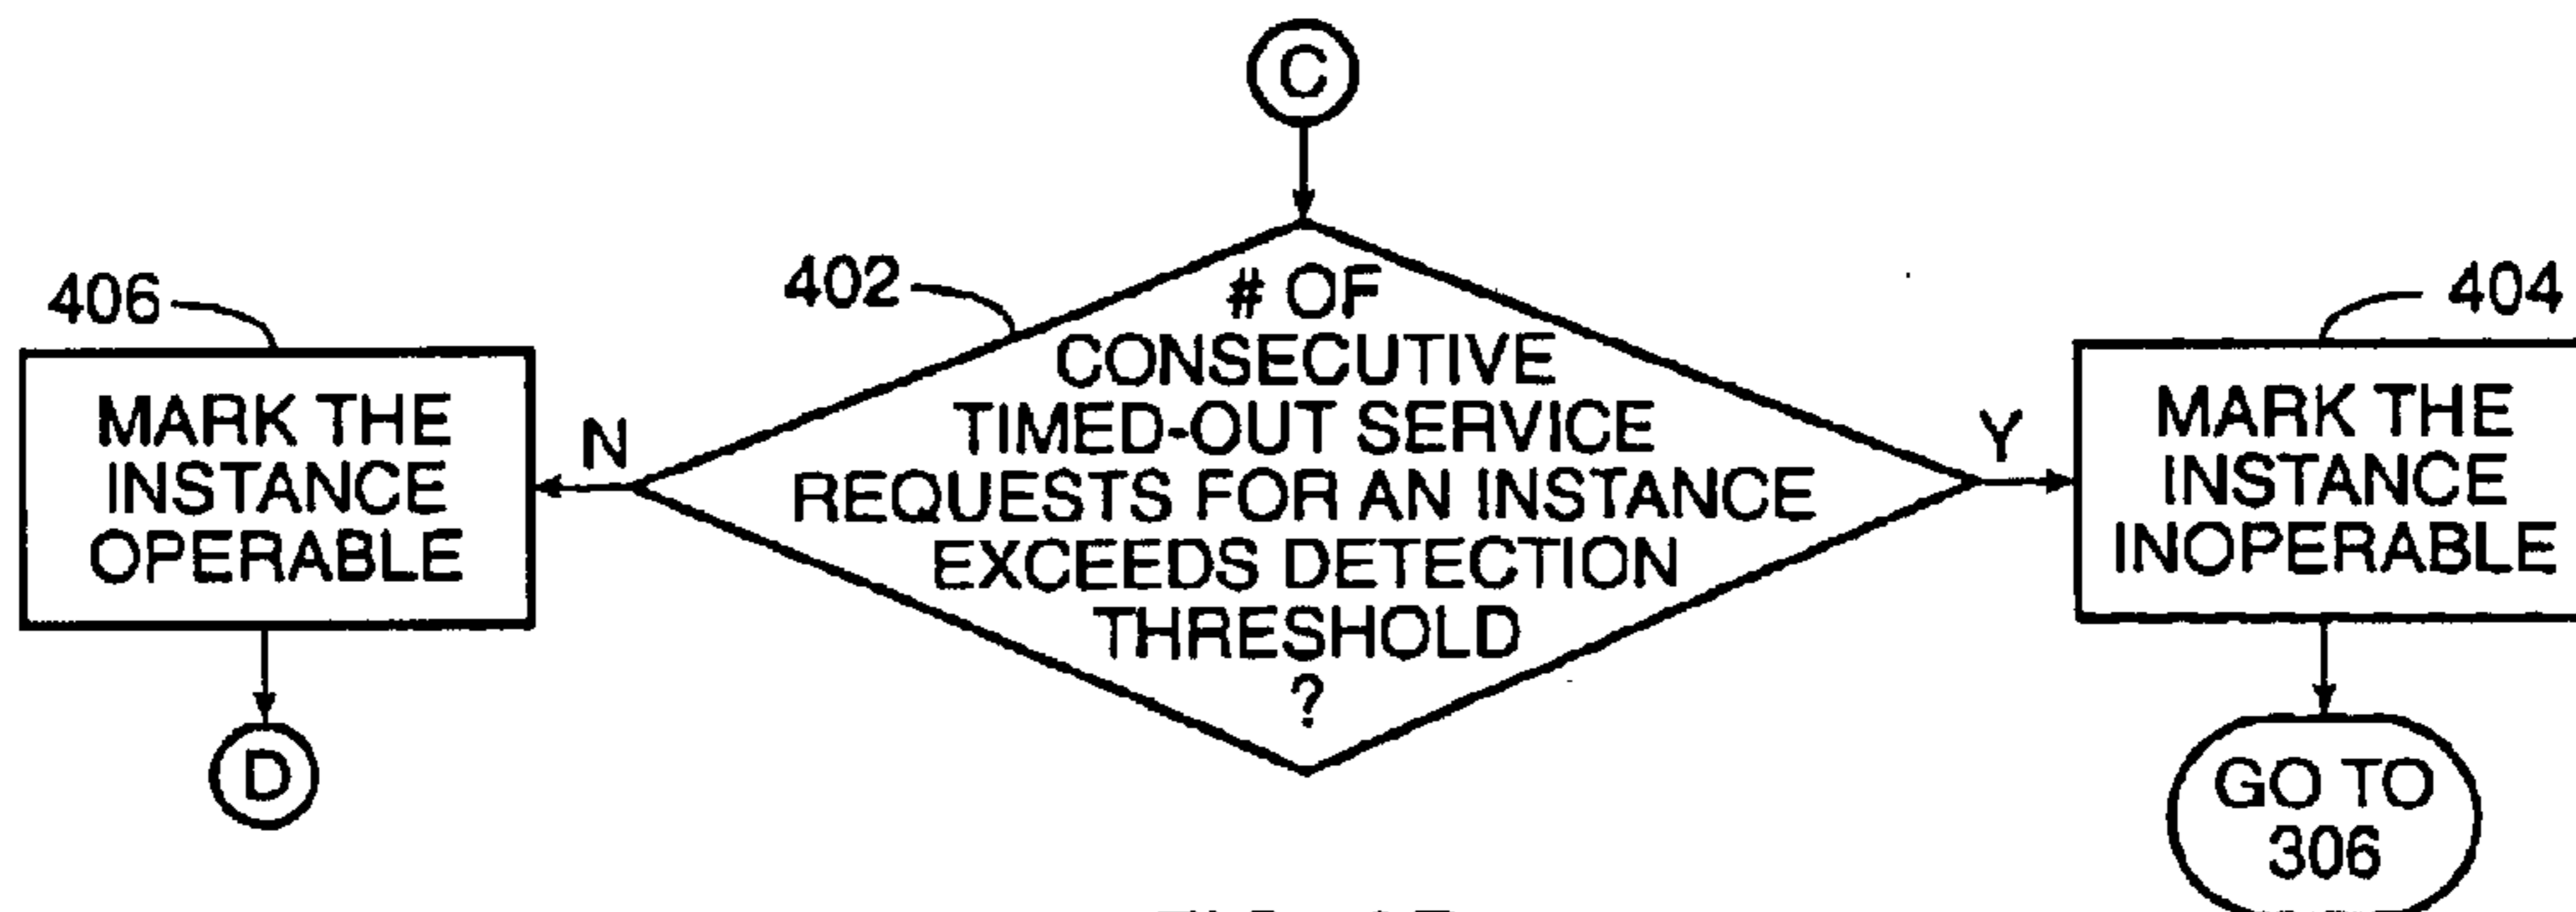 C
406
402
404
# OF
CONSECUTIVE
TIMED-OUT SERVICE
REQUESTS FOR AN INSTANCE
EXCEEDS DETECTION
THRESHOLD
?
N
Y
MARK THE
INSTANCE
OPERABLE
MARK THE
INSTANCE
INOPERABLE
D
GO TO
306